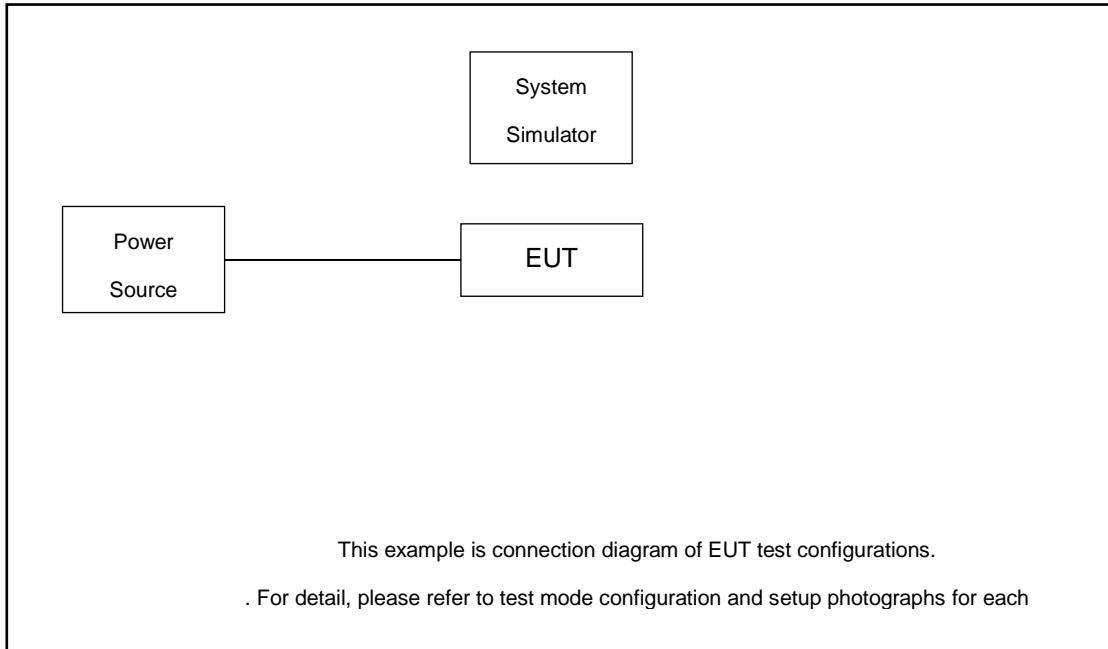 System
Simulator
Power
Source
EUT
This example is connection diagram of EUT test configurations.
. For detail, please refer to test mode configuration and setup photographs for each